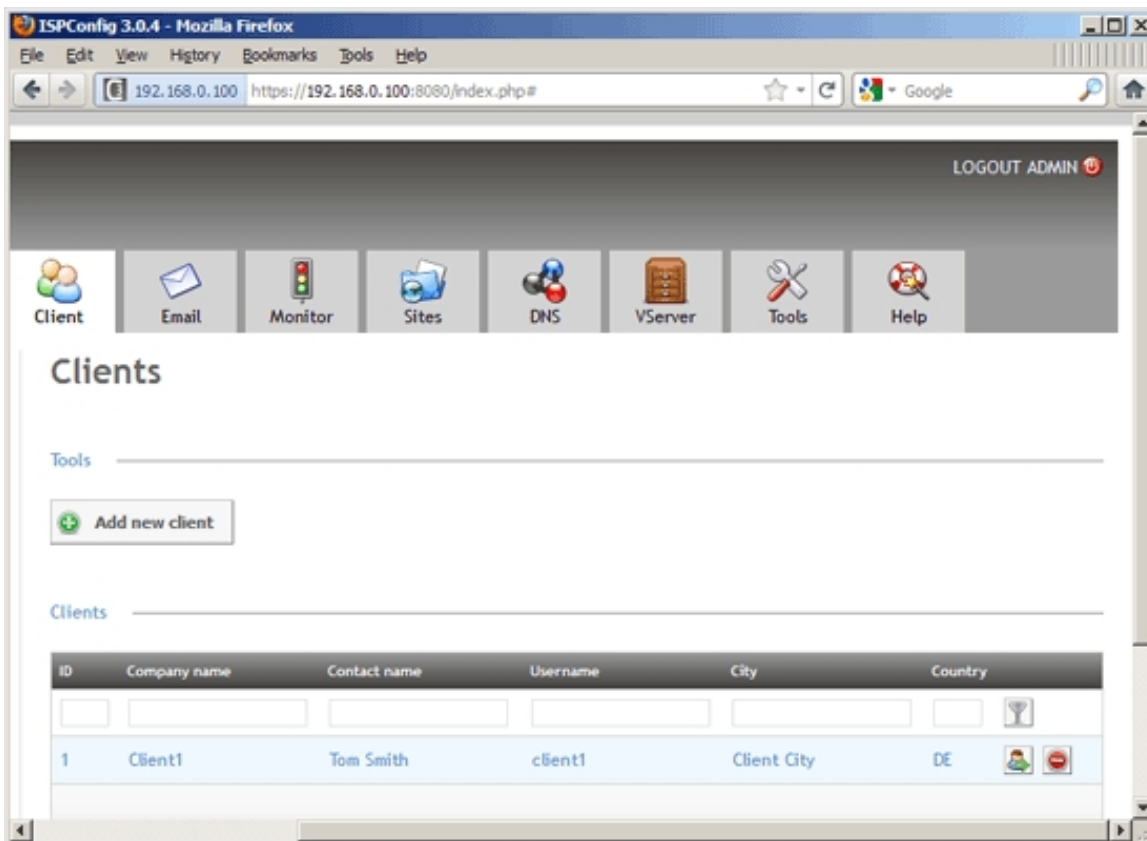 ISPConfig 3.0.4 - Mozilla Firefox
File Edit View History Bookmarks Tools Help
192.168.0.100 https://192.168.0.100:8080/index.php# Google
LOGOUT ADMIN
Client Email Monitor Sites DNS VServer Tools Help
Clients
Tools
Add new client
Clients
ID Company name Contact name Username City Country
1 Client1 Tom Smith client1 Client City DE